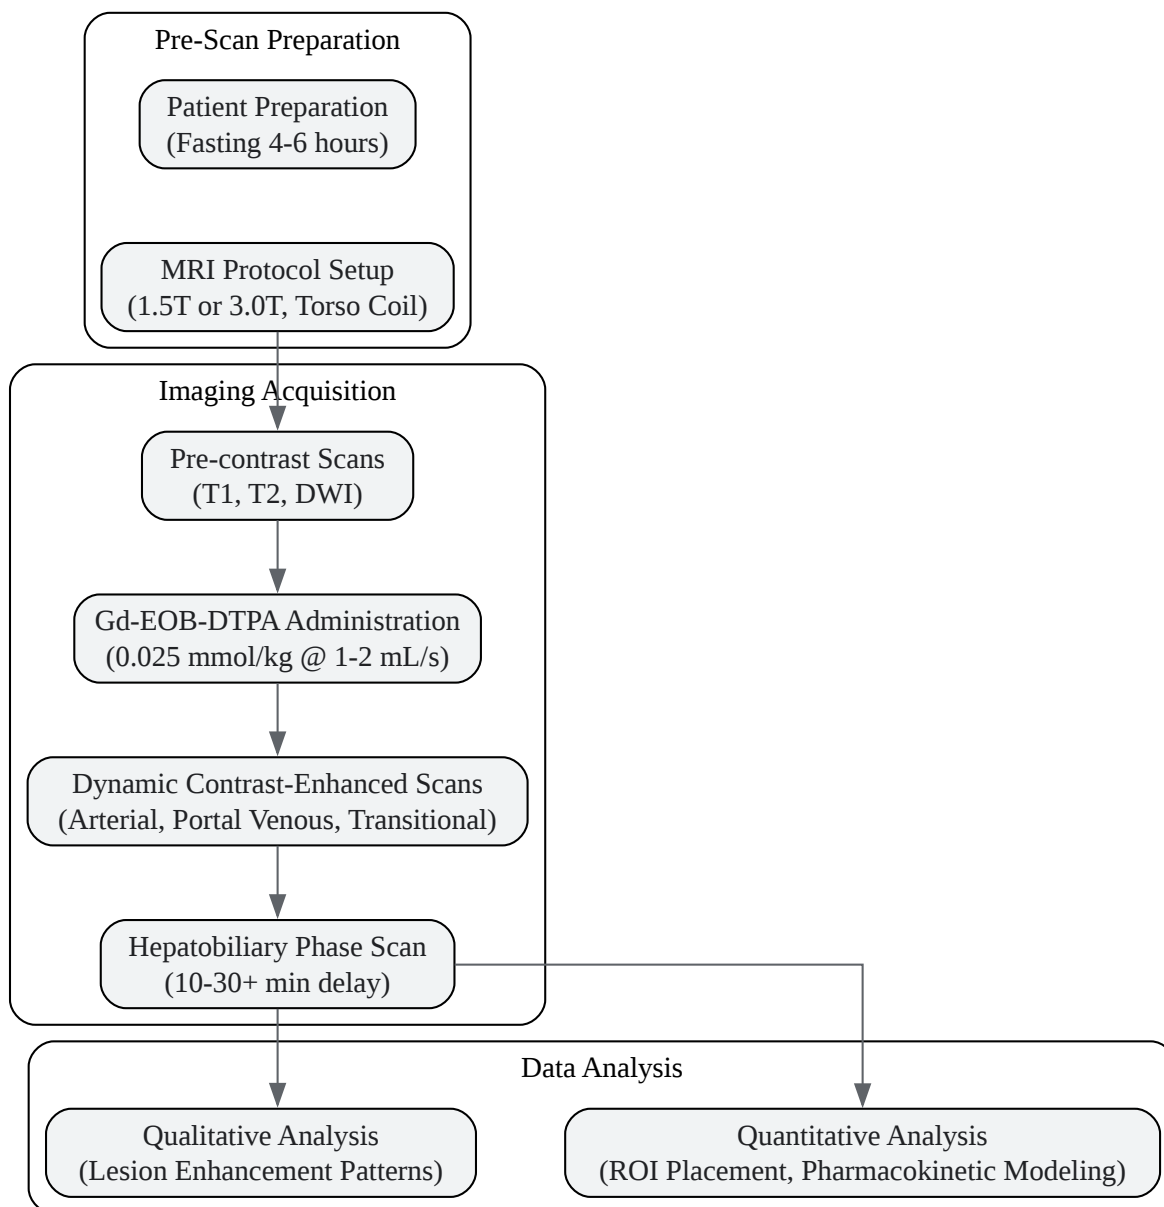 Pre-Scan Preparation
Patient Preparation
(Fasting 4-6 hours)
MRI Protocol Setup
(1.5T or 3.0T, Torso Coil)
Imaging Acquisition
Pre-contrast Scans
(T1, T2, DWI)
Gd-EOB-DTPA Administration
(0.025 mmol/kg @ 1-2 mL/s)
Dynamic Contrast-Enhanced Scans
(Arterial, Portal Venous, Transitional)
Hepatobiliary Phase Scan
(10-30+ min delay)
Data Analysis
Qualitative Analysis
(Lesion Enhancement Patterns)
Quantitative Analysis
(ROI Placement, Pharmacokinetic Modeling)